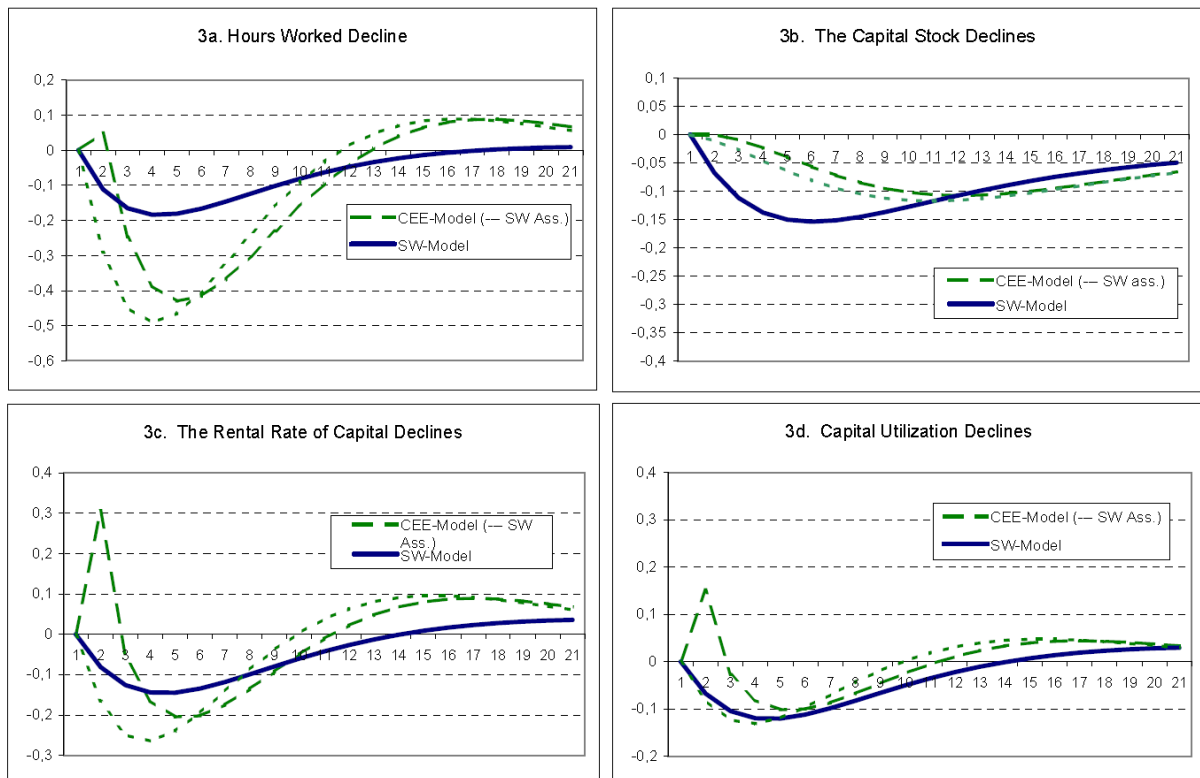 3a. Hours Worked Decline
0,2
0,1
0
-0,1
-0,2
-0,3
-0,4
-0,5
-0,6
1 2 3 4 5 6 7 8 9 10 11 12 13 14 15 16 17 18 19 20 21
CEE-Model (--- SW Ass.)
SW-Model
3b. The Capital Stock Declines
0,1
0,05
0
-0,05
-0,1
-0,15
-0,2
-0,25
-0,3
-0,35
-0,4
1 2 3 4 5 6 7 8 9 10 11 12 13 14 15 16 17 18 19 20 21
CEE-Model (--- SW ass.)
SW-Model
3c. The Rental Rate of Capital Declines
0,4
0,3
0,2
0,1
0
-0,1
-0,2
-0,3
1 2 3 4 5 6 7 8 9 10 11 12 13 14 15 16 17 18 19 20 21
CEE-Model (--- SW
Ass.)
SW-Model
3d. Capital Utilization Declines
0,4
0,3
0,2
0,1
0
-0,1
-0,2
1 2 3 4 5 6 7 8 9 10 11 12 13 14 15 16 17 18 19 20 21
CEE-Model (--- SW Ass.)
SW-Model